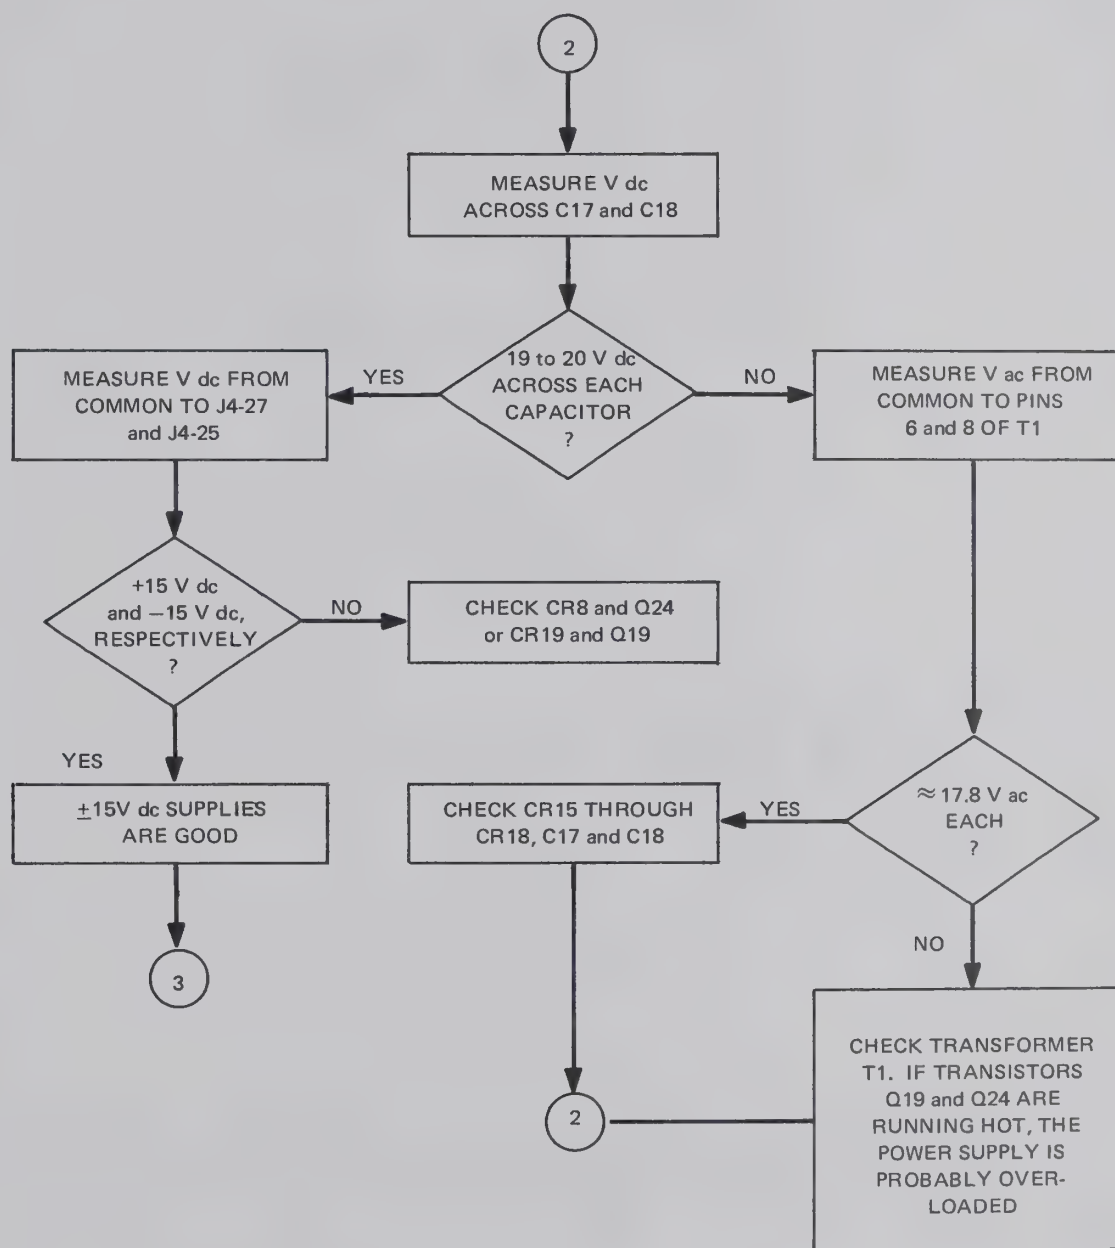 2
MEASURE V dc
ACROSS C17 and C18
19 to 20 V dc
ACROSS EACH
CAPACITOR
?
YES
NO
MEASURE V dc FROM
COMMON TO J4-27
and J4-25
MEASURE V ac FROM
COMMON TO PINS
6 and 8 OF T1
+15 V dc
and −15 V dc,
RESPECTIVELY
?
NO
CHECK CR8 and Q24
or CR19 and Q19
YES
±15V dc SUPPLIES
ARE GOOD
3
≈ 17.8 V ac
EACH
?
YES
CHECK CR15 THROUGH
CR18, C17 and C18
2
NO
CHECK TRANSFORMER
T1. IF TRANSISTORS
Q19 and Q24 ARE
RUNNING HOT, THE
POWER SUPPLY IS
PROBABLY OVER-
LOADED